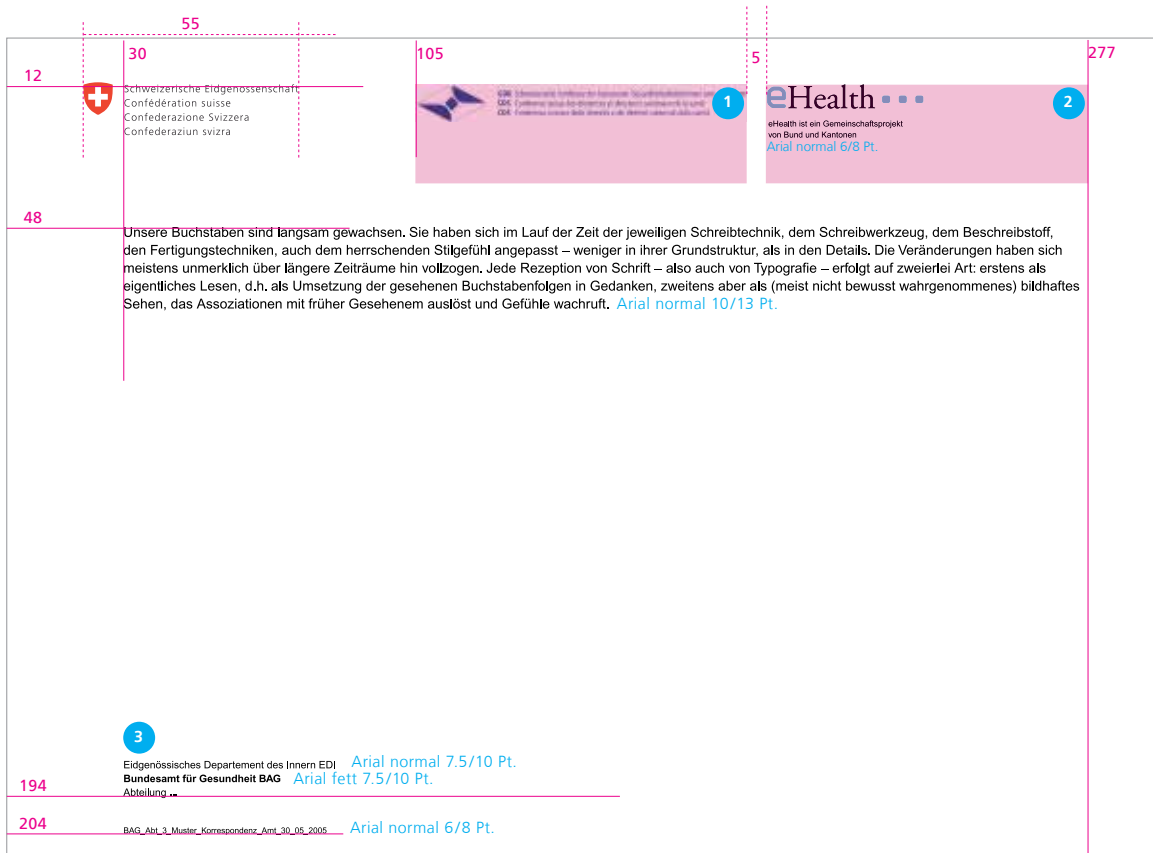 55
30
105
5
277
12
Schweizerische Eidgenossenschaft
Confédération suisse
Confederazione Svizzera
Confederaziun svizra
1
eHealth
2
eHealth ist ein Gemeinschaftsprojekt
von Bund und Kantonen
Arial normal 6/8 Pt.
48
Unsere Buchstaben sind langsam gewachsen. Sie haben sich im Lauf der Zeit der jeweiligen Schreibtechnik, dem Schreibwerkzeug, dem Beschreibstoff,
den Fertigungstechniken, auch dem herrschenden Stilgefühl angepasst – weniger in ihrer Grundstruktur, als in den Details. Die Veränderungen haben sich
meistens unmerklich über längere Zeiträume hin vollzogen. Jede Rezeption von Schrift – also auch von Typografie – erfolgt auf zweierlei Art: erstens als
eigentliches Lesen, d.h. als Umsetzung der gesehenen Buchstabenfolgen in Gedanken, zweitens aber als (meist nicht bewusst wahrgenommenes) bildhaftes
Sehen, das Assoziationen mit früher Gesehenem auslöst und Gefühle wachruft. Arial normal 10/13 Pt.
3
Eidgenössisches Departement des Innern EDI Arial normal 7.5/10 Pt.
Bundesamt für Gesundheit BAG Arial fett 7.5/10 Pt.
194
Abteilung ...
204
BAG_Abt_3_Muster_Korrespondenz_Amt_30_05_2005 Arial normal 6/8 Pt.